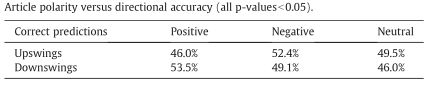 Article polarity versus directional accuracy (all p-values<0.05).
Correct predictions Positive Negative Neutral
Upswings 46.0% 52.4% 49.5%
Downswings 53.5% 49.1% 46.0%